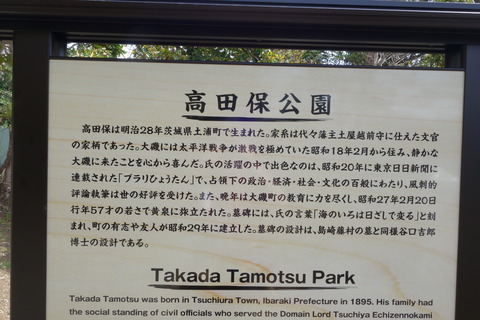 高田保公園
高田保は明治28年茨城県土浦町で生まれた。家系は代々藩主土屋越前守に仕えた文官
の家柄であった。大磯には太平洋戦争が激戦を極めていた昭和18年2月から住み、静かな
大磯に来たことを心から喜んだ。氏の活躍の中で出色なのは、昭和20年に東京日日新聞に
連載された「ブラリひょうたん」で、占領下の政治・経済・社会・文化の百般にわたり、風刺的
評論執筆は世の好評を受けた。また、晩年は大磯町の教育に力を尽くし、昭和27年2月20日
行年57才の若さで黄泉に旅立たれた。墓碑には、氏の言葉「海のいろは日ざしで変る」と刻
まれ、町の有志や友人が昭和29年に建立した。墓碑の設計は、島崎藤村の墓と同様谷口吉郎
博士の設計である。
Takada Tamotsu Park
Takada Tamotsu was born in Tsuchiura Town, Ibaraki Prefecture in 1895. His family had
the social standing of civil officials who served the Domain Lord Tsuchiya Echizennokami